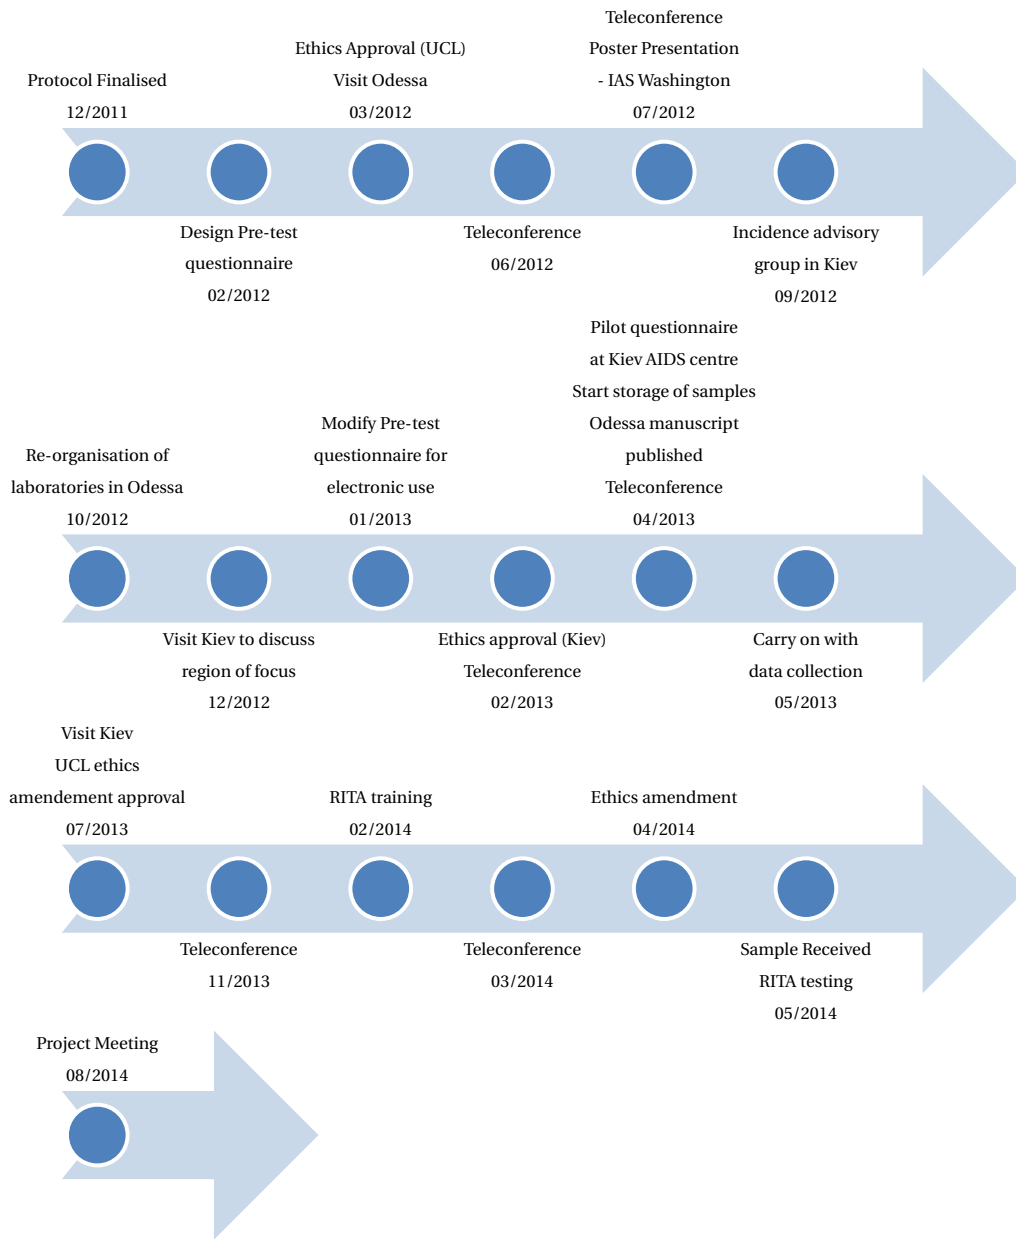 Protocol Finalised
12/2011
Design Pre-test
questionnaire
02/2012
Ethics Approval (UCL)
Visit Odessa
03/2012
Teleconference
06/2012
Teleconference
Poster Presentation
- IAS Washington
07/2012
Incidence advisory
group in Kiev
09/2012
Re-organisation of
laboratories in Odessa
10/2012
Visit Kiev to discuss
region of focus
12/2012
Modify Pre-test
questionnaire for
electronic use
01/2013
Ethics approval (Kiev)
Teleconference
02/2013
Pilot questionnaire
at Kiev AIDS centre
Start storage of samples
Odessa manuscript
published
Teleconference
04/2013
Carry on with
data collection
05/2013
Visit Kiev
UCL ethics
amendement approval
07/2013
Teleconference
11/2013
RITA training
02/2014
Teleconference
03/2014
Ethics amendment
04/2014
Sample Received
RITA testing
05/2014
Project Meeting
08/2014